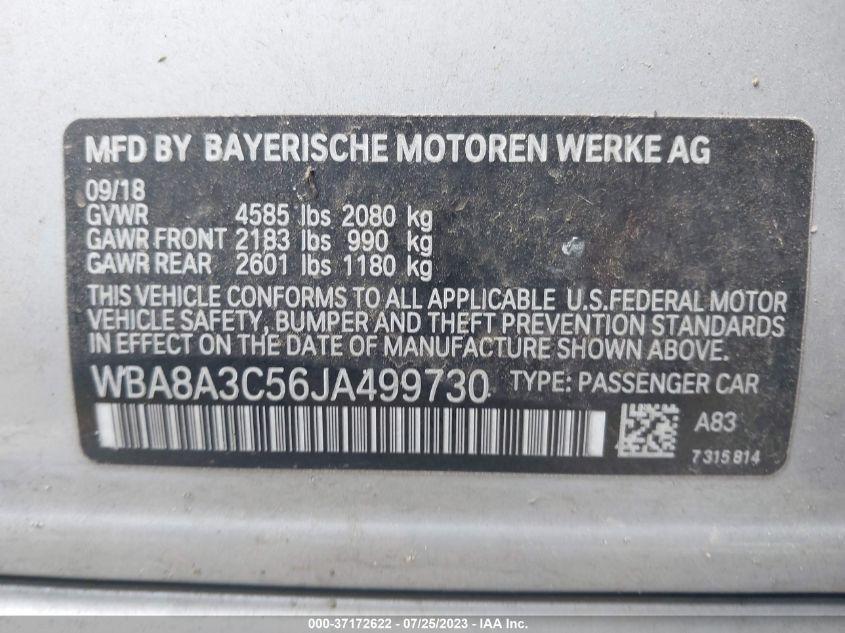 MFD BY BAYERISCHE MOTOREN WERKE AG
09/18
GVWR 4585 lbs 2080 kg
GAWR FRONT 2183 lbs 990 kg
GAWR REAR 2601 lbs 1180 kg
THIS VEHICLE CONFORMS TO ALL APPLICABLE U.S.FEDERAL MOTOR
VEHICLE SAFETY, BUMPER AND THEFT PREVENTION STANDARDS
IN EFFECT ON THE DATE OF MANUFACTURE SHOWN ABOVE.
WBA8A3C56JA499730 TYPE: PASSENGER CAR
A83
7315814
000-37172622 - 07/25/2023 - IAA Inc.